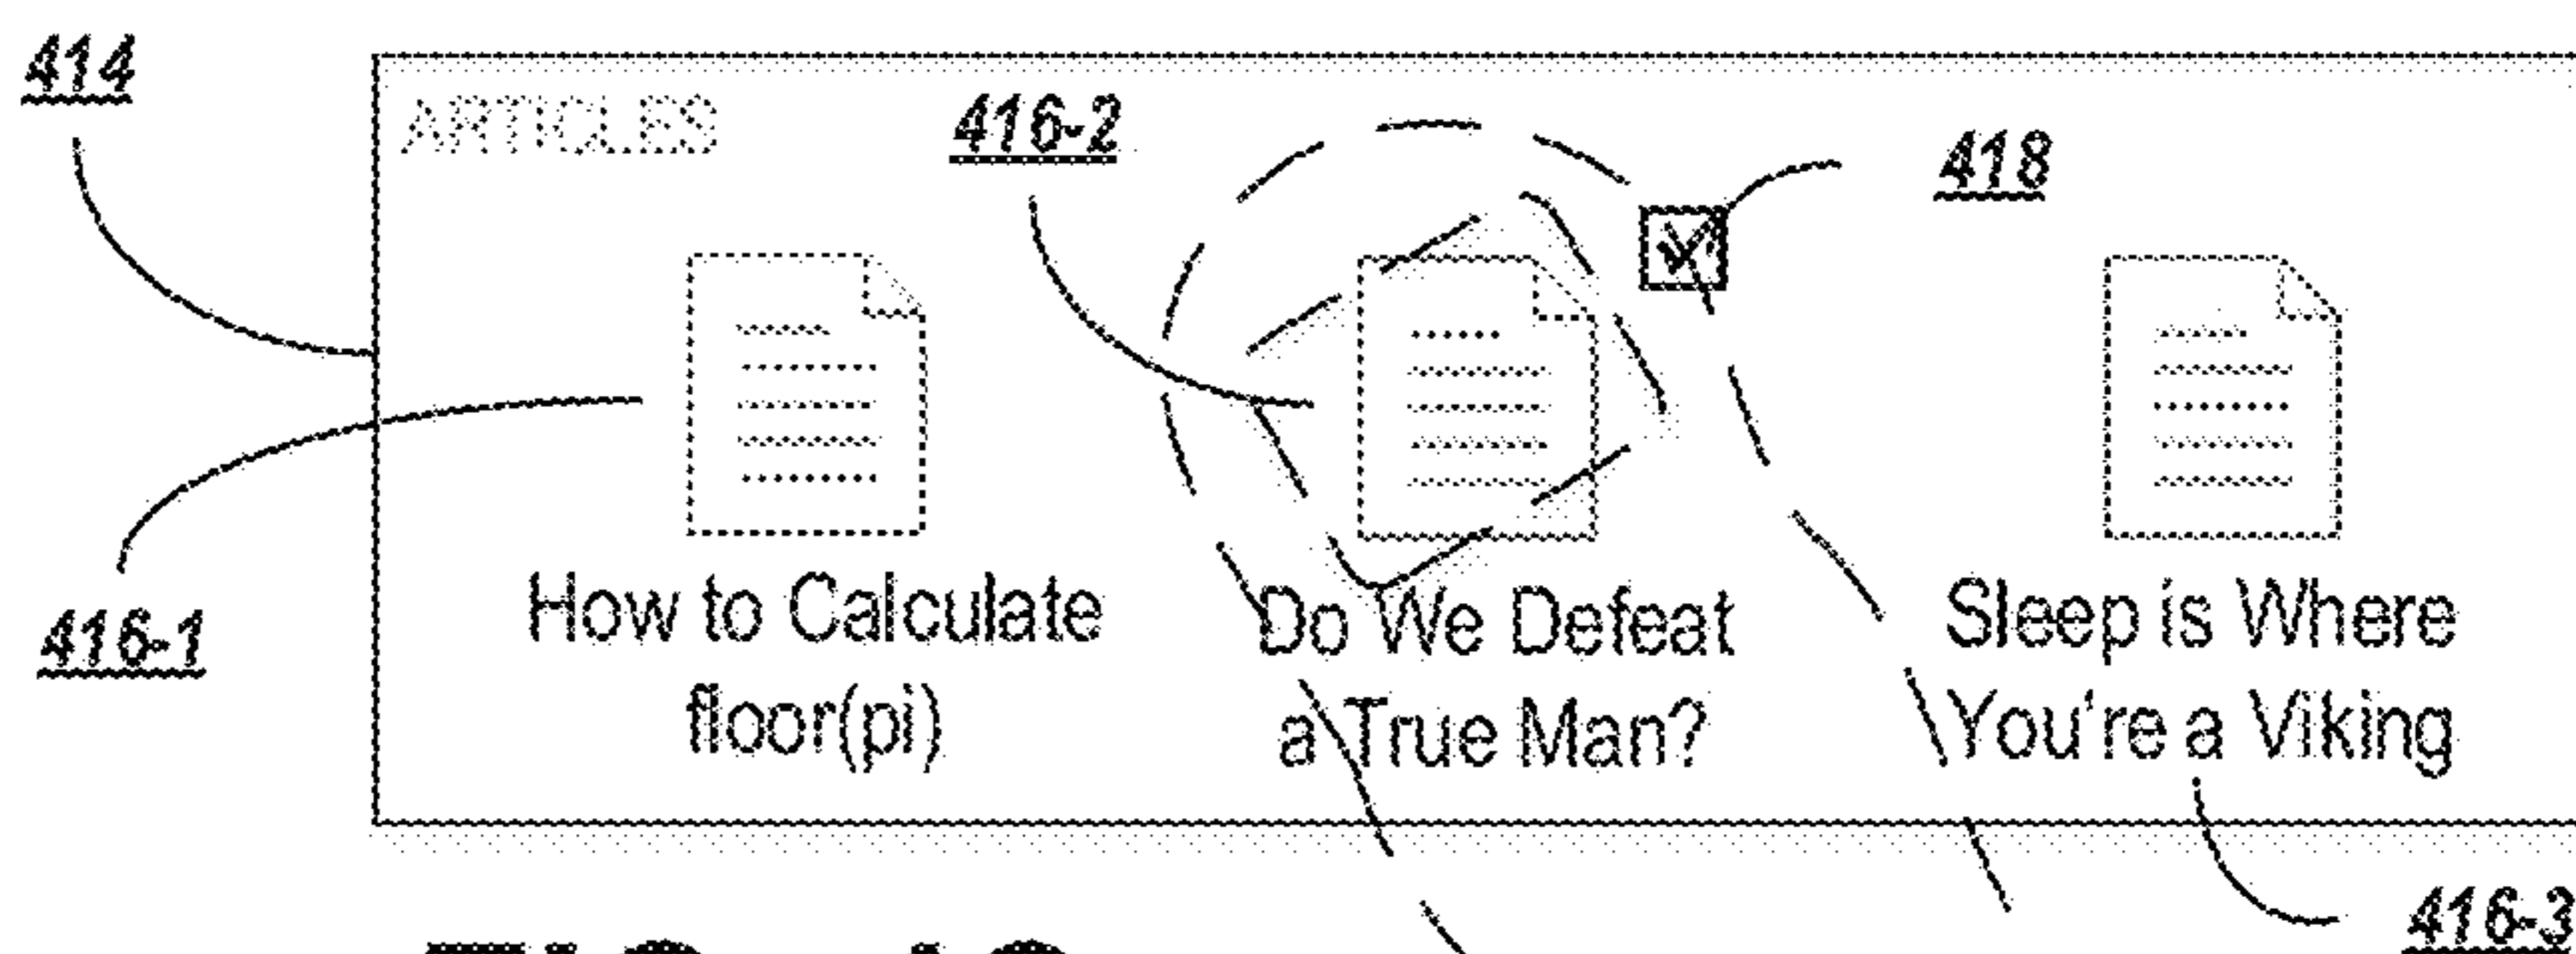 414
ARTICLES
416-2
418
416-1
How to Calculate
floor(pi)
Do We Defeat
a True Man?
Sleep is Where
You're a Viking
416-3